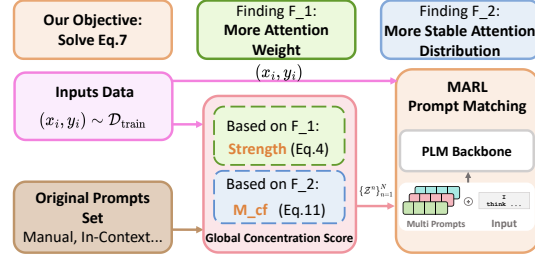 Our Objective:
Solve Eq.7
Finding F_1:
More Attention
Weight
Finding F_2:
More Stable Attention
Distribution
(x_i, y_i)
Inputs Data
(x_i, y_i) ∼ D_train
MARL
Prompt Matching
Based on F_1:
Strength (Eq.4)
PLM Backbone
Original Prompts
Set
Manual, In-Context...
Based on F_2:
M_cf (Eq.11)
Global Concentration Score
{Z^n}_{n=1}^N
I
think ...
Multi Prompts
Input